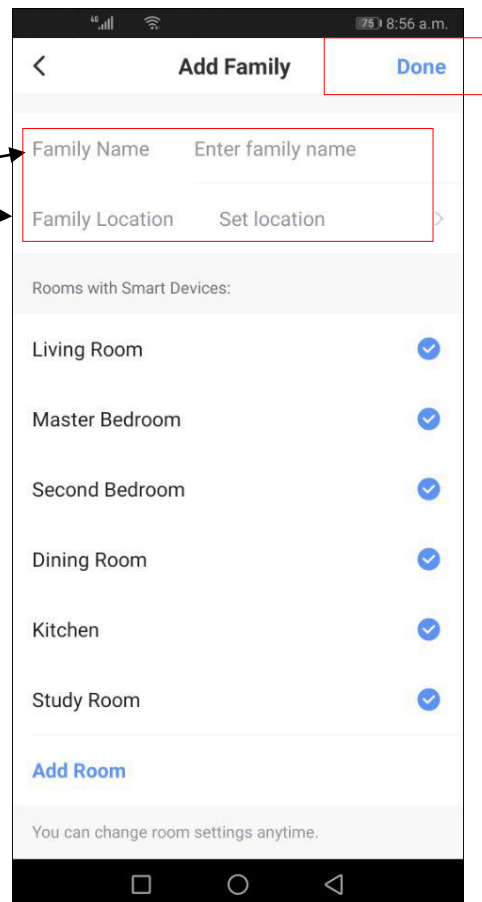 46 75 8:56 a.m.
Add Family Done
Family Name Enter family name
Family Location Set location
Rooms with Smart Devices:
Living Room
Master Bedroom
Second Bedroom
Dining Room
Kitchen
Study Room
Add Room
You can change room settings anytime.